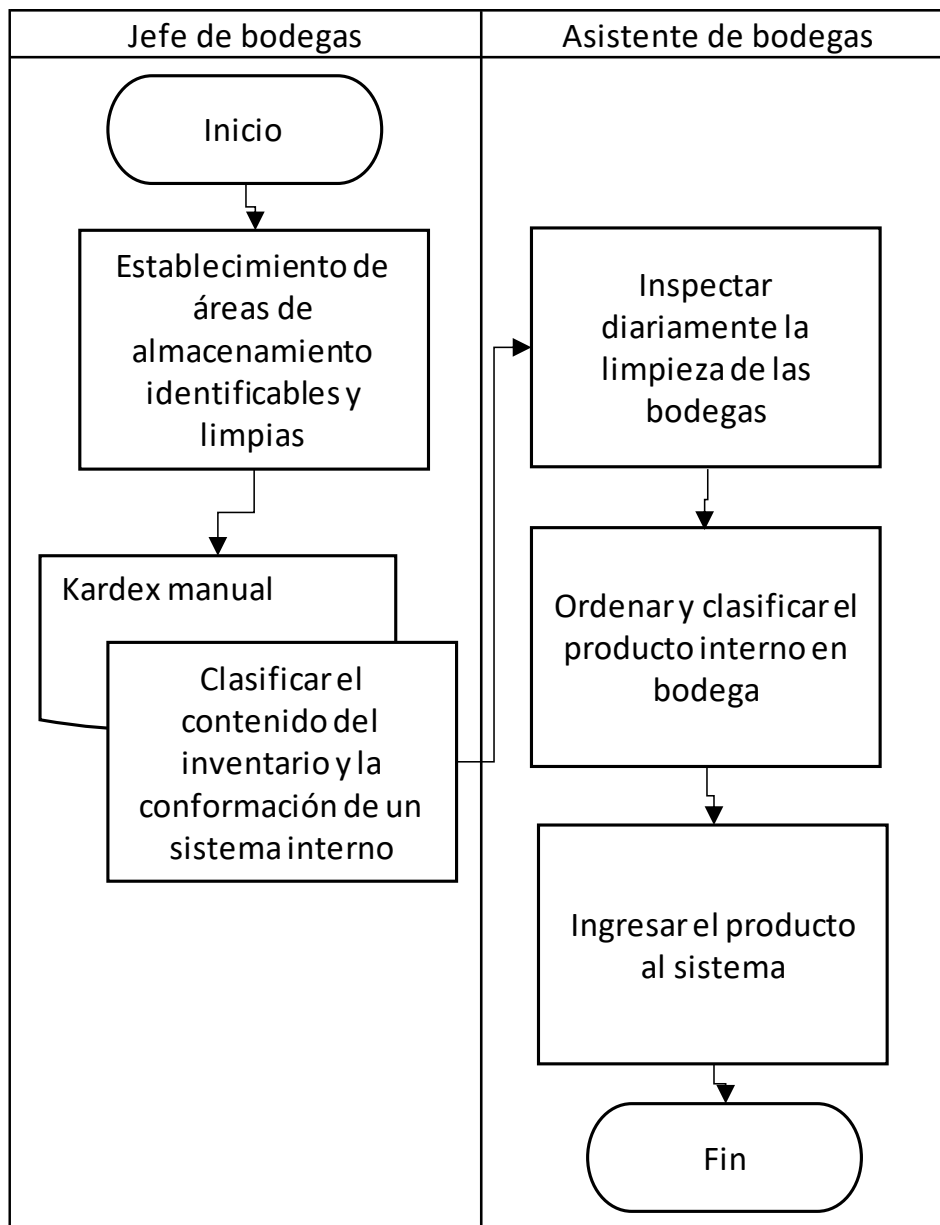 Jefe de bodegas
Asistente de bodegas
Inicio
Establecimiento de
áreas de
almacenamiento
identificables y
limpias
Kardex manual
Clasificar el
contenido del
inventario y la
conformación de un
sistema interno
Inspectar
diariamente la
limpieza de las
bodegas
Ordenar y clasificar el
producto interno en
bodega
Ingresar el producto
al sistema
Fin